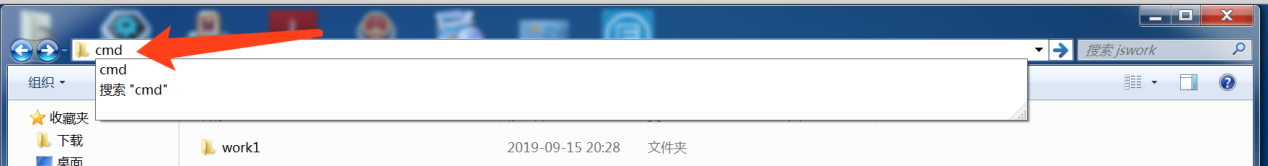 cmd
搜索 jswork
cmd
搜索 "cmd"
组织
收藏夹
下载
桌面
work1 2019-09-15 20:28 文件夹